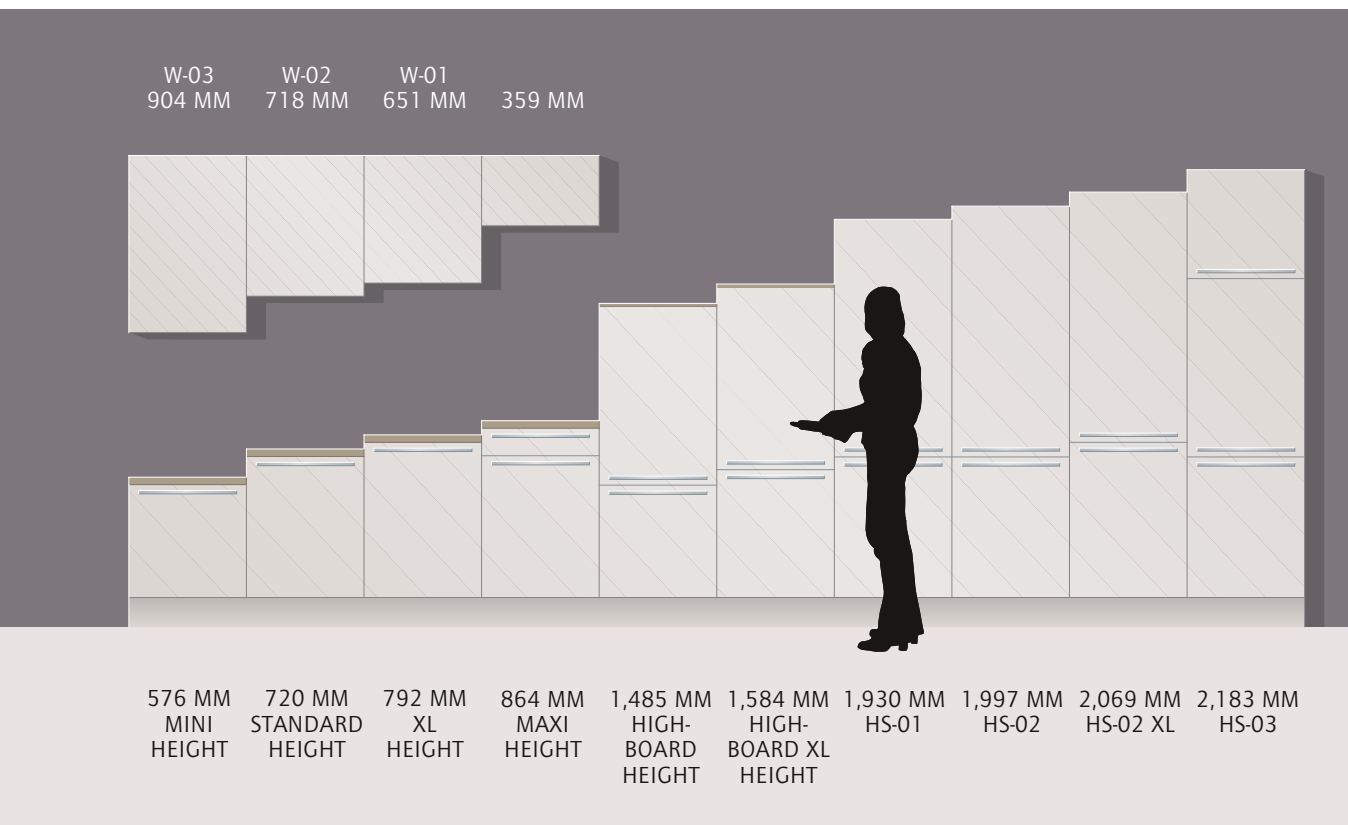 W-03
904 MM
W-02
718 MM
W-01
651 MM
359 MM
576 MM
MINI
HEIGHT
720 MM
STANDARD
HEIGHT
792 MM
XL
HEIGHT
864 MM
MAXI
HEIGHT
1,485 MM
HIGH-
BOARD
HEIGHT
1,584 MM
HIGH-
BOARD XL
HEIGHT
1,930 MM
HS-01
1,997 MM
HS-02
2,069 MM
HS-02 XL
2,183 MM
HS-03